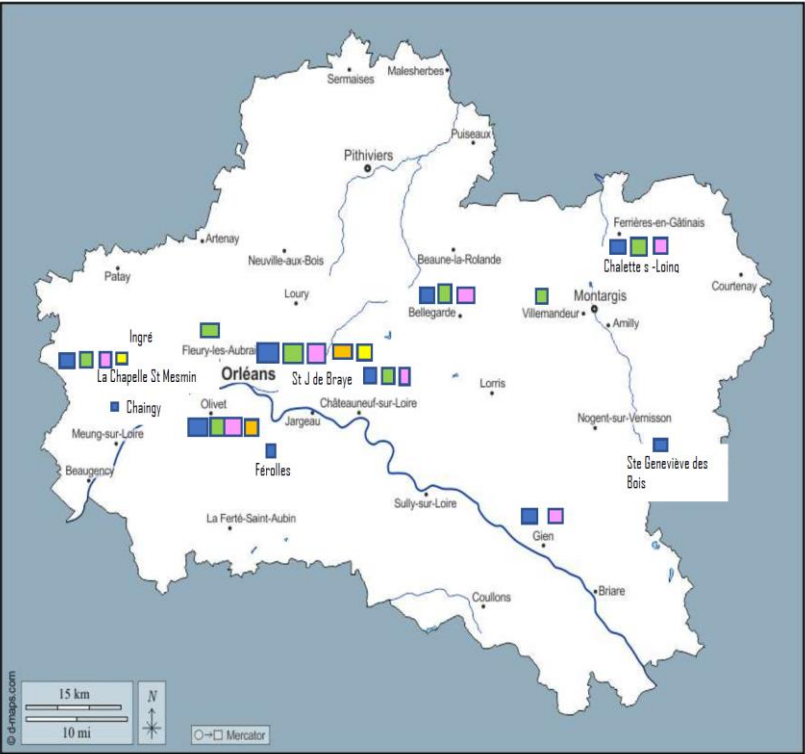 Sermaises
Malesherbes
Puiseaux
Pithiviers
Artenay
Neuville-aux-Bois
Beaune-la-Rolande
Ferrières-en-Gâtinais
Chalette s -Loing
Patay
Courtenay
Loury
Bellegarde
Montargis
Villemandeur
Amilly
Ingré
Fleury-les-Aubrai
La Chapelle St Mesmin
Orléans
St J de Braye
Lorris
Chaingy
Olivet
Châteauneuf-sur-Loire
Jargeau
Meung-sur-Loire
Nogent-sur-Vernisson
Beaugency
Férolles
Ste Geneviève des
Bois
Sully-sur-Loire
La Ferté-Saint-Aubin
Gien
Coullons
Briare
15 km
10 mi
N
Mercator
© d-maps.com